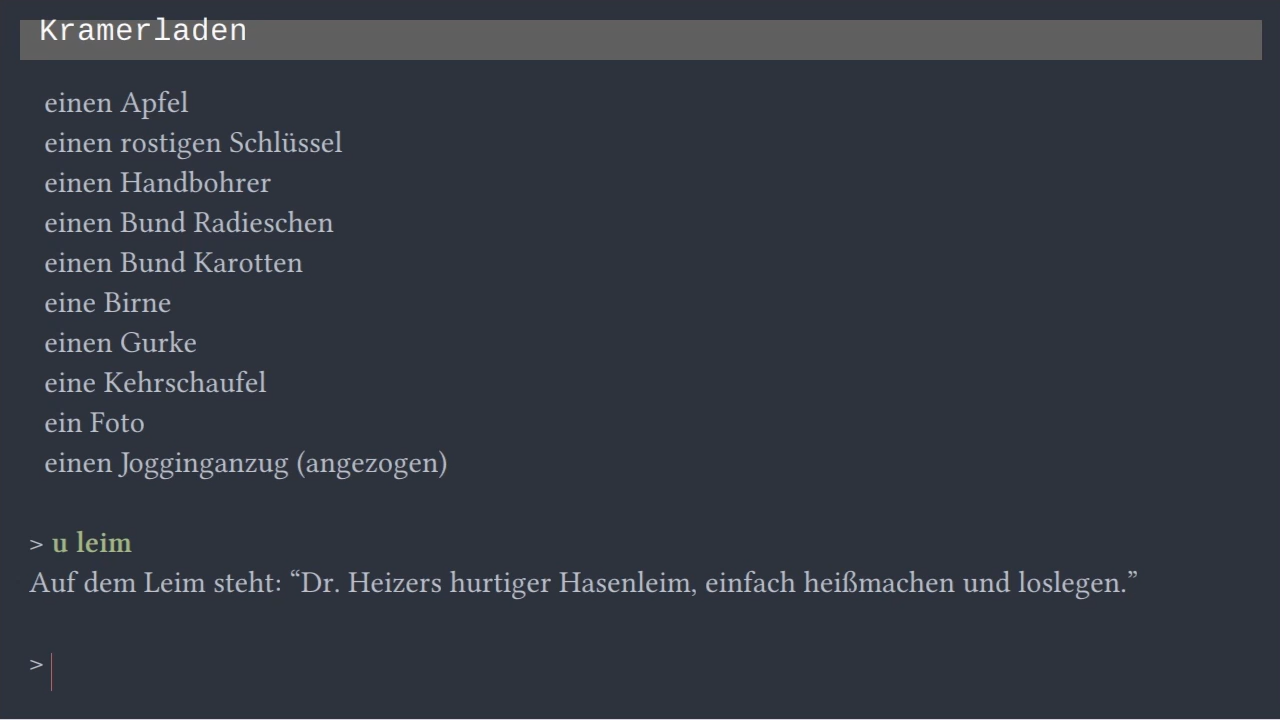 Kramerladen
einen Apfel
einen rostigen Schlüssel
einen Handbohrer
einen Bund Radieschen
einen Bund Karotten
eine Birne
einen Gurke
eine Kehrschaufel
ein Foto
einen Jogginganzug (angezogen)
> u leim
Auf dem Leim steht: “Dr. Heizers hurtiger Hasenleim, einfach heißmachen und loslegen.”
>